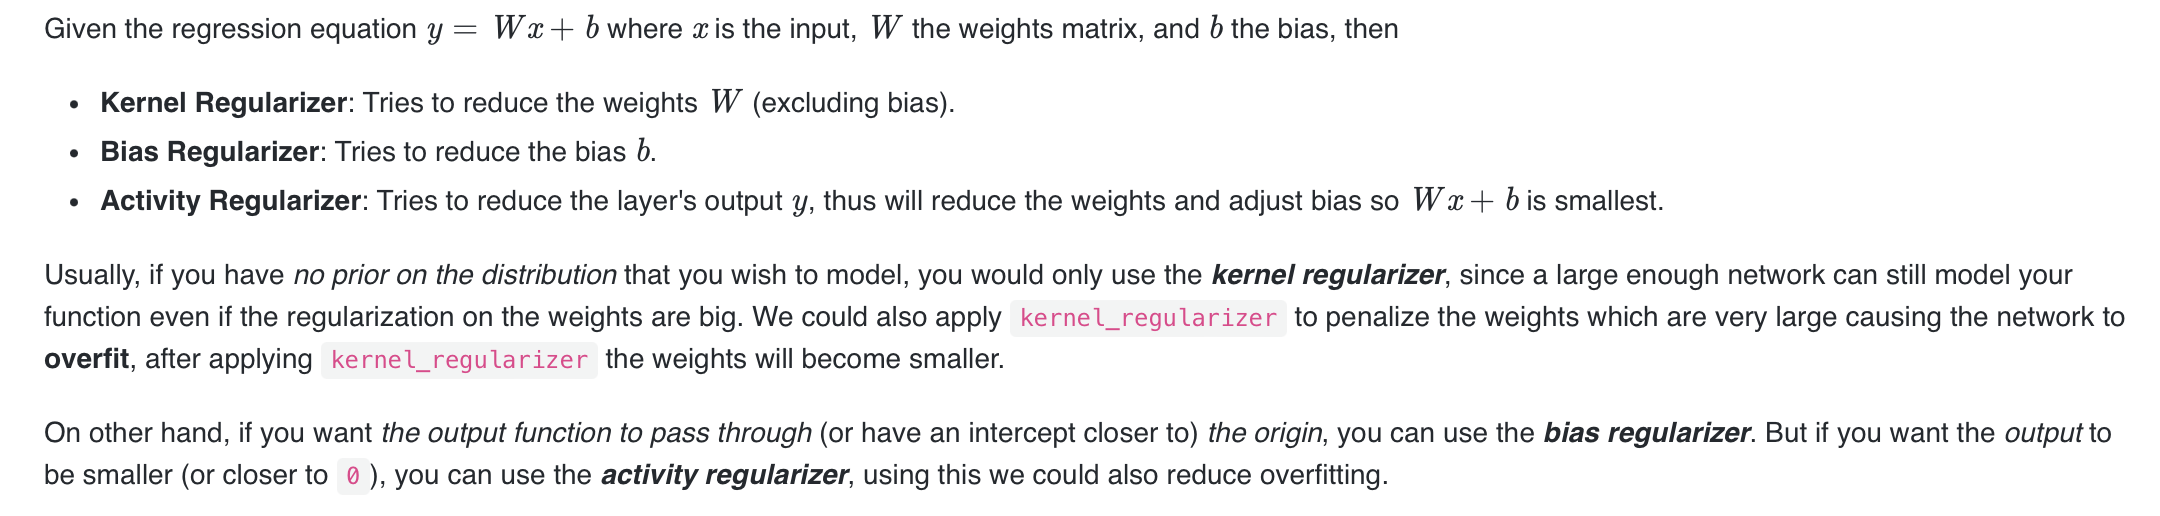 Given the regression equation y = Wx + b where x is the input, W the weights matrix, and b the bias, then
• Kernel Regularizer: Tries to reduce the weights W (excluding bias).
• Bias Regularizer: Tries to reduce the bias b.
• Activity Regularizer: Tries to reduce the layer's output y, thus will reduce the weights and adjust bias so Wx + b is smallest.
Usually, if you have no prior on the distribution that you wish to model, you would only use the kernel regularizer, since a large enough network can still model your
function even if the regularization on the weights are big. We could also apply kernel_regularizer to penalize the weights which are very large causing the network to
overfit, after applying kernel_regularizer the weights will become smaller.
On other hand, if you want the output function to pass through (or have an intercept closer to) the origin, you can use the bias regularizer. But if you want the output to
be smaller (or closer to 0 ), you can use the activity regularizer, using this we could also reduce overfitting.